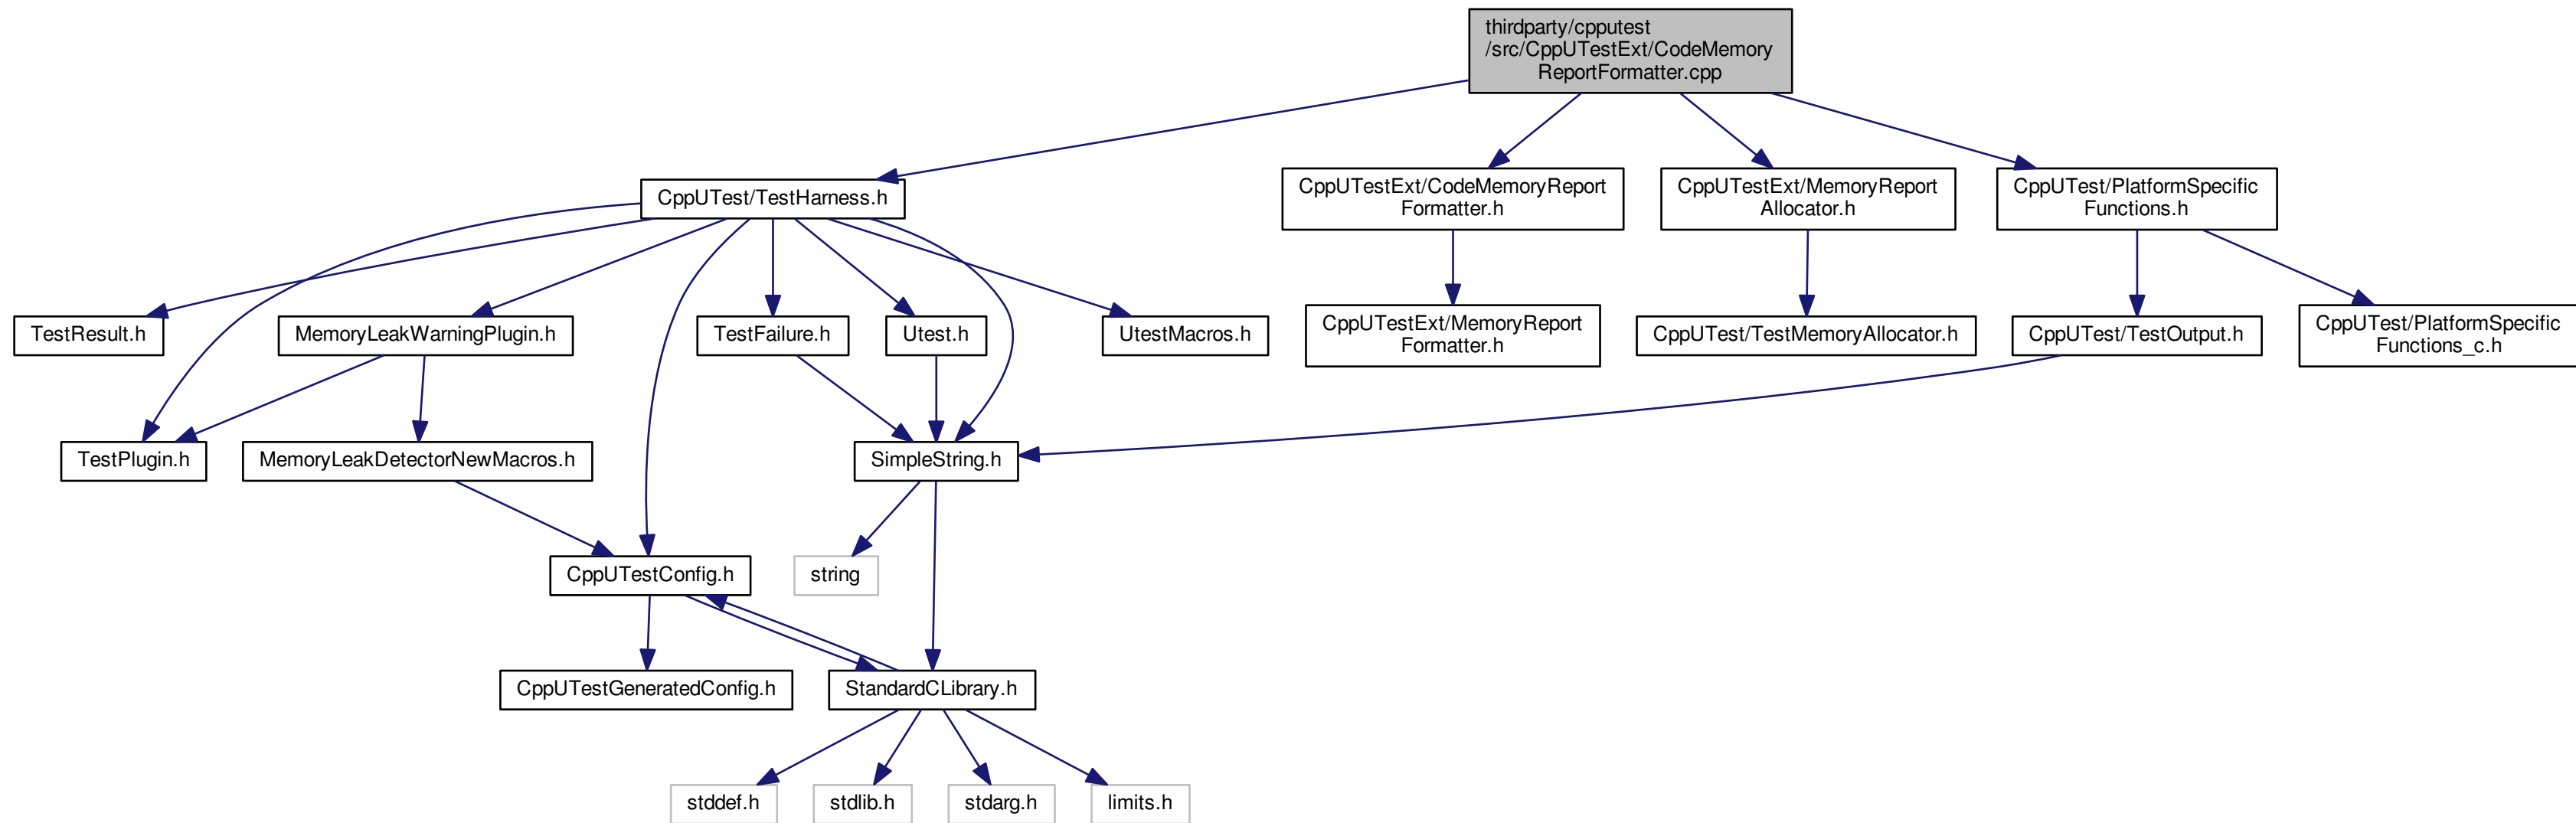 thirdparty/cpputest
/src/CppUTestExt/CodeMemory
ReportFormatter.cpp
CppUTest/TestHarness.h
CppUTestExt/CodeMemoryReport
Formatter.h
CppUTestExt/MemoryReport
Allocator.h
CppUTest/PlatformSpecific
Functions.h
TestResult.h
MemoryLeakWarningPlugin.h
TestFailure.h
Utest.h
UtestMacros.h
CppUTestExt/MemoryReport
Formatter.h
CppUTest/TestMemoryAllocator.h
CppUTest/TestOutput.h
CppUTest/PlatformSpecific
Functions_c.h
TestPlugin.h
MemoryLeakDetectorNewMacros.h
SimpleString.h
CppUTestConfig.h
string
CppUTestGeneratedConfig.h
StandardCLibrary.h
stddef.h
stdlib.h
stdarg.h
limits.h